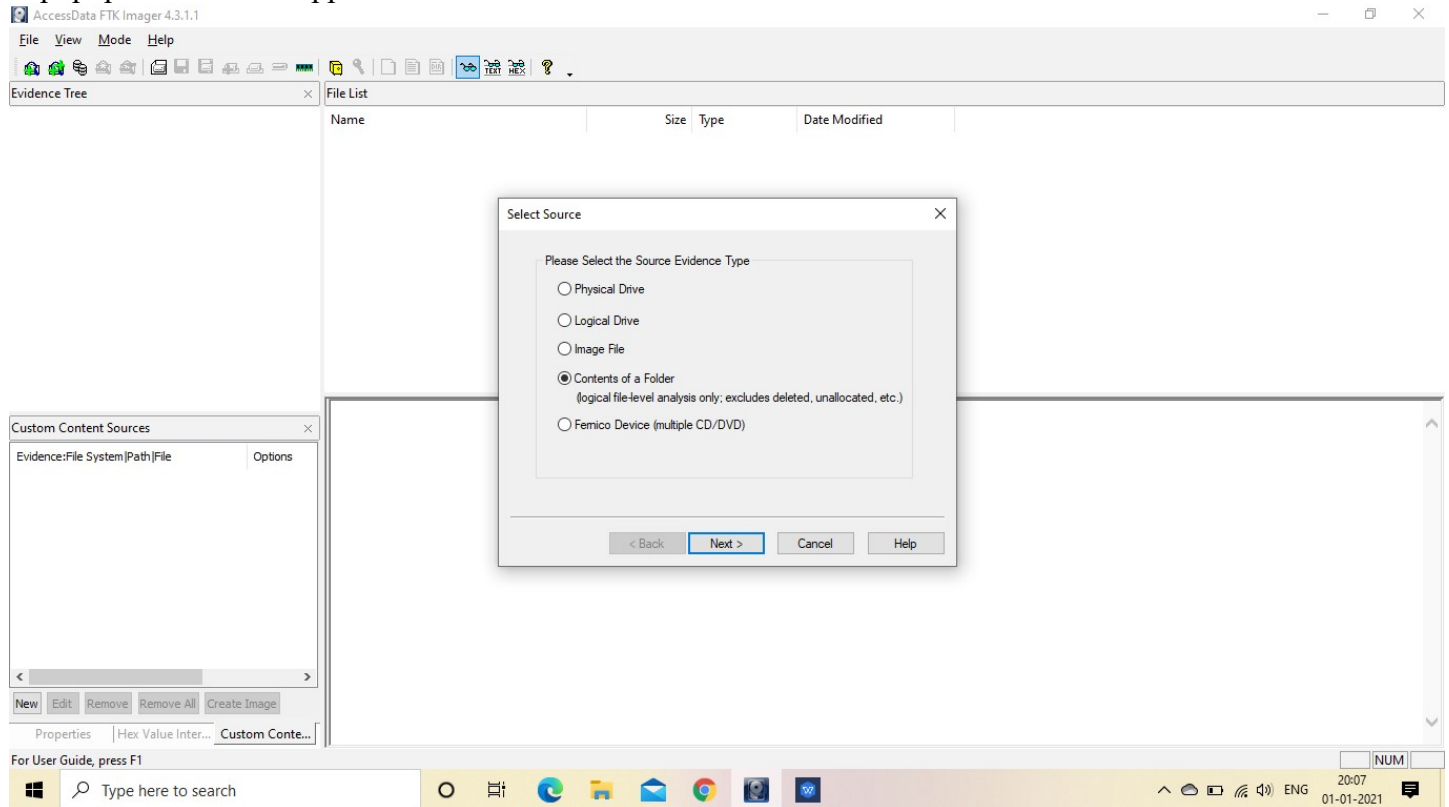 AccessData FTK Imager 4.3.1.1
File View Mode Help
TEXT HEX
Evidence Tree
File List
Name Size Type Date Modified
Select Source
Please Select the Source Evidence Type
Physical Drive
Logical Drive
Image File
Contents of a Folder
(logical file-level analysis only; excludes deleted, unallocated, etc.)
Fernico Device (multiple CD/DVD)
< Back Next > Cancel Help
Custom Content Sources
Evidence:File System|Path|File Options
New Edit Remove Remove All Create Image
Properties Hex Value Inter... Custom Conte...
For User Guide, press F1
NUM
Type here to search
ENG
20:07
01-01-2021